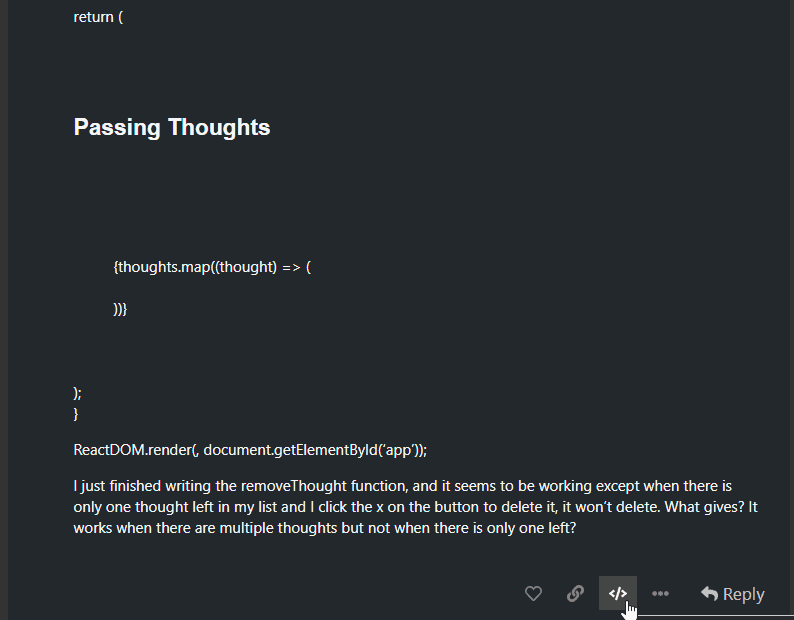 return (
Passing Thoughts
{thoughts.map((thought) => (
))}
);
}
ReactDOM.render(, document.getElementById(‘app’));
I just finished writing the removeThought function, and it seems to be working except when there is
only one thought left in my list and I click the x on the button to delete it, it won’t delete. What gives? It
works when there are multiple thoughts but not when there is only one left?
</> ••• Reply